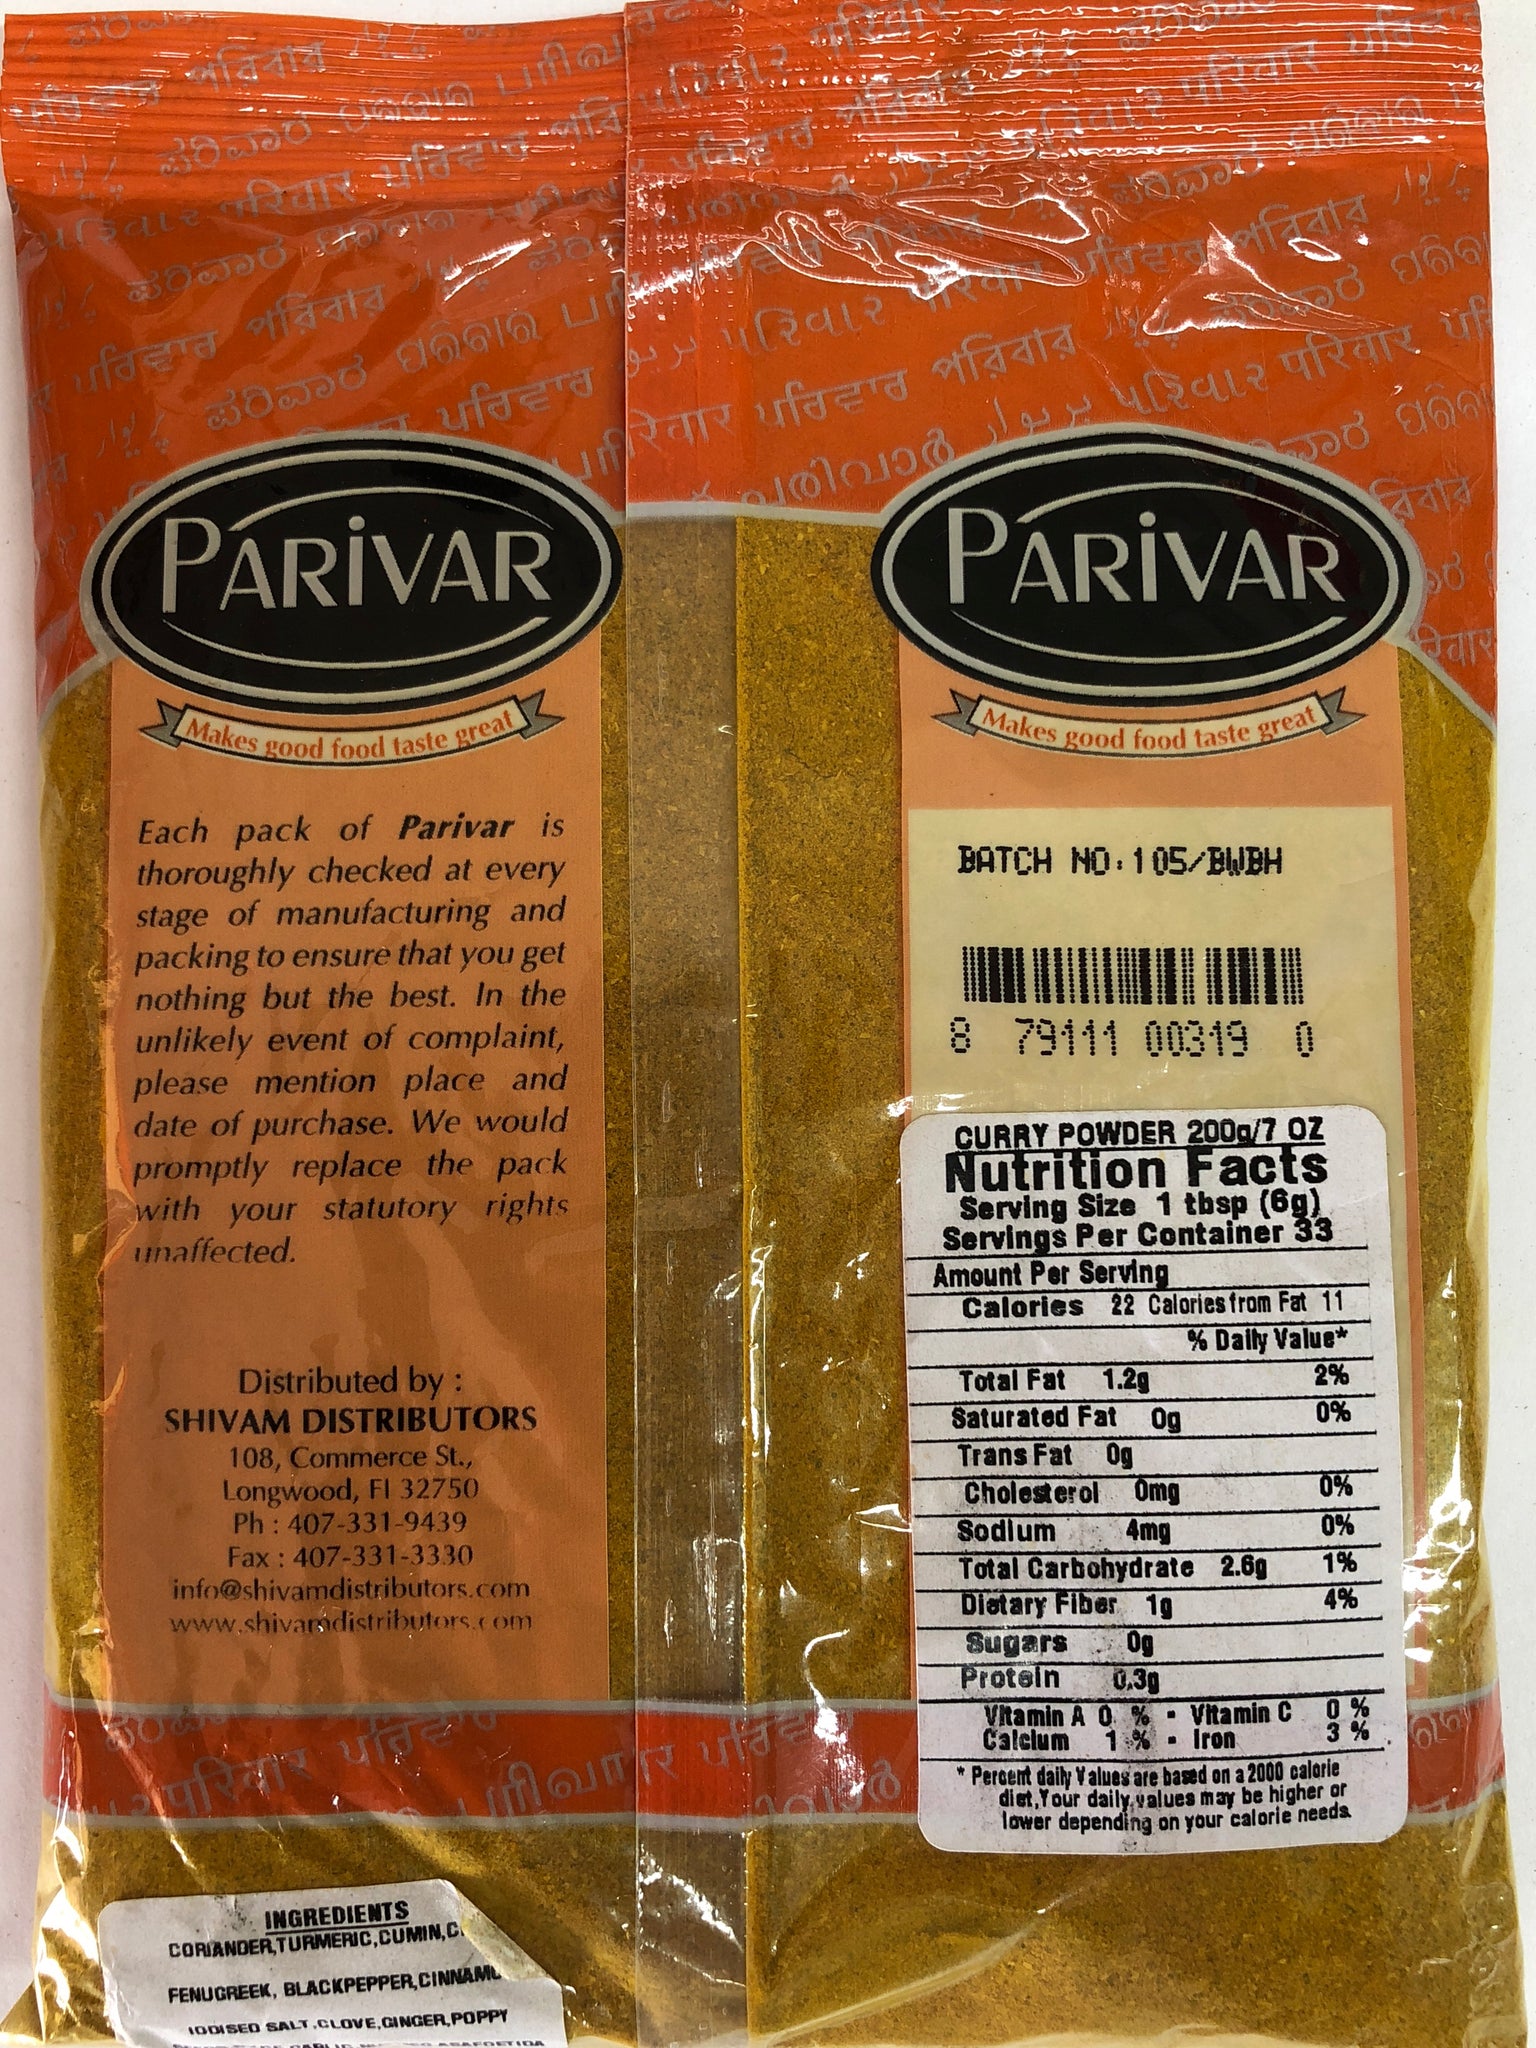 PARIVAR
Makes good food taste great
Each pack of Parivar is
thoroughly checked at every
stage of manufacturing and
packing to ensure that you get
nothing but the best. In the
unlikely event of complaint,
please mention place and
date of purchase. We would
promptly replace the pack
with your statutory rights
unaffected.
Distributed by :
SHIVAM DISTRIBUTORS
108, Commerce St.,
Longwood, Fl 32750
Ph : 407-331-9439
Fax : 407-331-3330
info@shivamdistributors.com
www.shivamdistributors.com
INGREDIENTS
CORIANDER,TURMERIC,CUMIN,
FENUGREEK, BLACKPEPPER,
IODISED SALT,CLOVE,GINGER,POPPY
PARIVAR
Makes good food taste great
BATCH NO:105/BWBH
8 79111 00319 0
CURRY POWDER 200g/7 OZ
Nutrition Facts
Serving Size 1 tbsp (6g)
Servings Per Container 33
Amount Per Serving
Calories 22 Calories from Fat 11
% Daily Value*
Total Fat 1.2g 2%
Saturated Fat 0g 0%
Trans Fat 0g
Cholesterol 0mg 0%
Sodium 4mg 0%
Total Carbohydrate 2.6g 1%
Dietary Fiber 1g 4%
Sugars 0g
Protein 0.3g
Vitamin A 0 % - Vitamin C 0 %
Calcium 1 % - Iron 3 %
* Percent daily Values are based on a 2000 calorie
diet,Your daily values may be higher or
lower depending on your calorie needs.